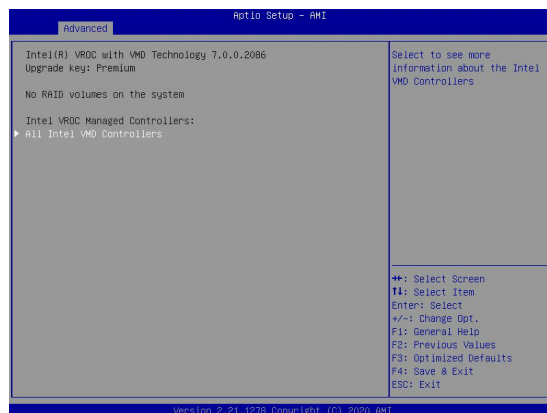 Aptio Setup - AMI
Advanced
Intel(R) VROC with VMD Technology 7.0.0.2086
Upgrade key: Premium
No RAID volumes on the system
Intel VROC Managed Controllers:
▶ All Intel VMD Controllers
Select to see more
information about the Intel
VMD Controllers
→←: Select Screen
↑↓: Select Item
Enter: Select
+/-: Change Opt.
F1: General Help
F2: Previous Values
F3: Optimized Defaults
F4: Save & Exit
ESC: Exit
Version 2.21.1278 Copyright (C) 2020 AMI